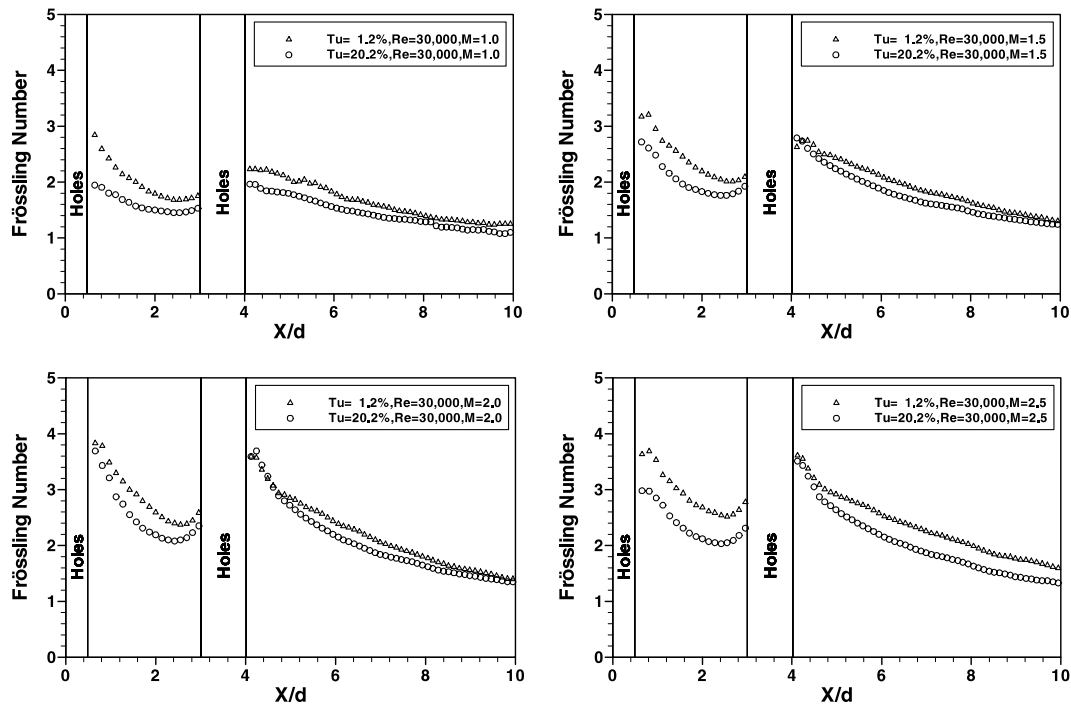 5
4
3
2
1
0
Frössling Number
Holes
Holes
Tu= 1.2%,Re=30,000,M=1.0
Tu=20.2%,Re=30,000,M=1.0
0 2 4 6 8 10
X/d
5
4
3
2
1
0
Frössling Number
Holes
Holes
Tu= 1.2%,Re=30,000,M=1.5
Tu=20.2%,Re=30,000,M=1.5
0 2 4 6 8 10
X/d
5
4
3
2
1
0
Frössling Number
Holes
Holes
Tu= 1.2%,Re=30,000,M=2.0
Tu=20.2%,Re=30,000,M=2.0
0 2 4 6 8 10
X/d
5
4
3
2
1
0
Frössling Number
Holes
Holes
Tu= 1.2%,Re=30,000,M=2.5
Tu=20.2%,Re=30,000,M=2.5
0 2 4 6 8 10
X/d